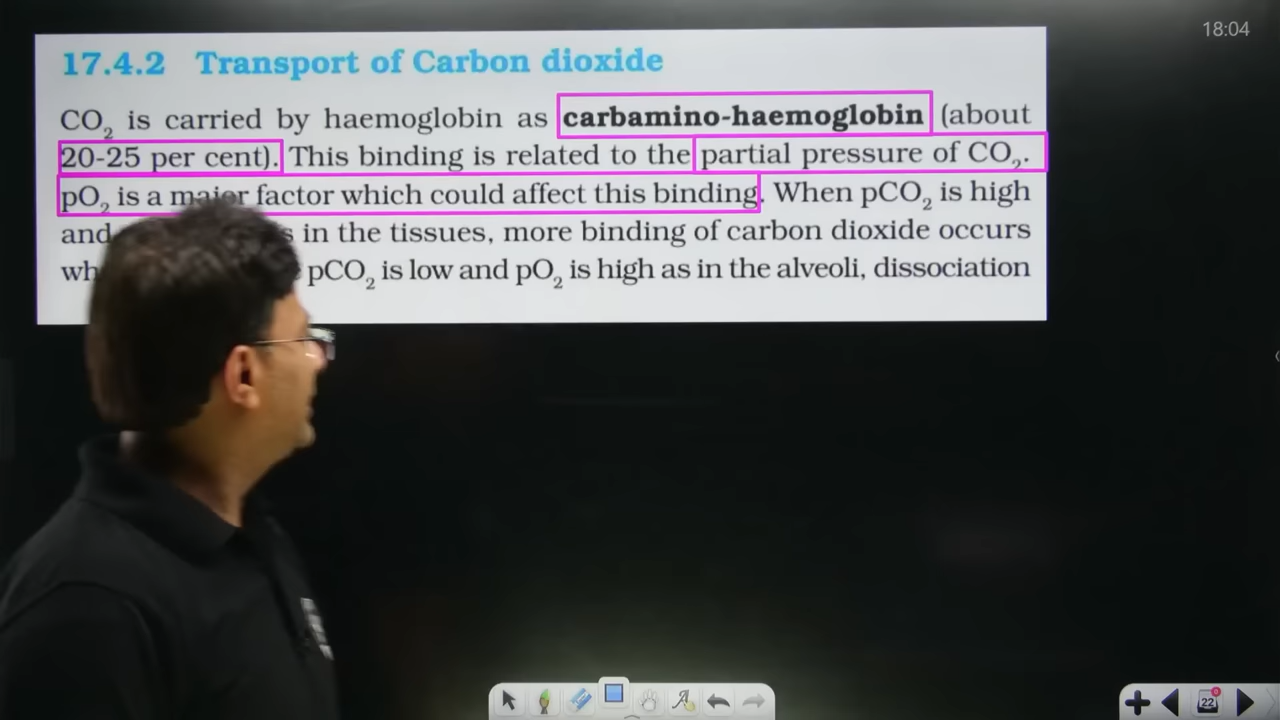 18:04
17.4.2 Transport of Carbon dioxide
CO₂ is carried by haemoglobin as carbamino-haemoglobin (about
20-25 per cent). This binding is related to the partial pressure of CO₂.
pO₂ is a major factor which could affect this binding. When pCO₂ is high
and in the tissues, more binding of carbon dioxide occurs
pCO₂ is low and pO₂ is high as in the alveoli, dissociation
22